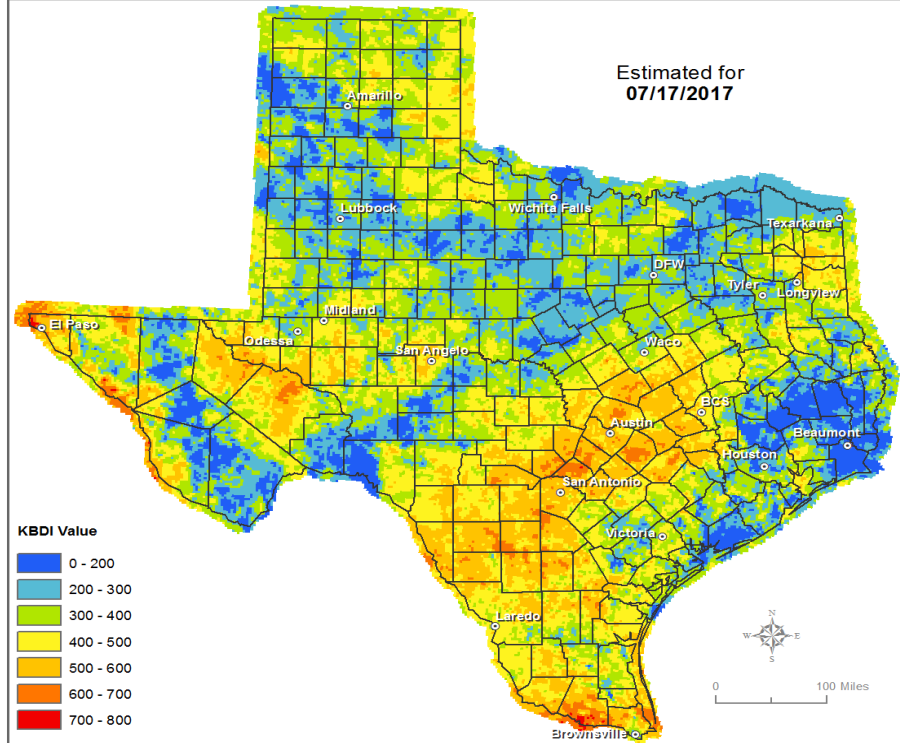 Estimated for
07/17/2017
Amarillo
Lubbock
Wichita Falls
Texarkana
DFW
Tyler
Longview
El Paso
Midland
Odessa
San Angelo
Waco
BCS
Austin
Beaumont
Houston
San Antonio
Victoria
Laredo
Brownsville
KBDI Value
0 - 200
200 - 300
300 - 400
400 - 500
500 - 600
600 - 700
700 - 800
N
W E
S
0 100 Miles